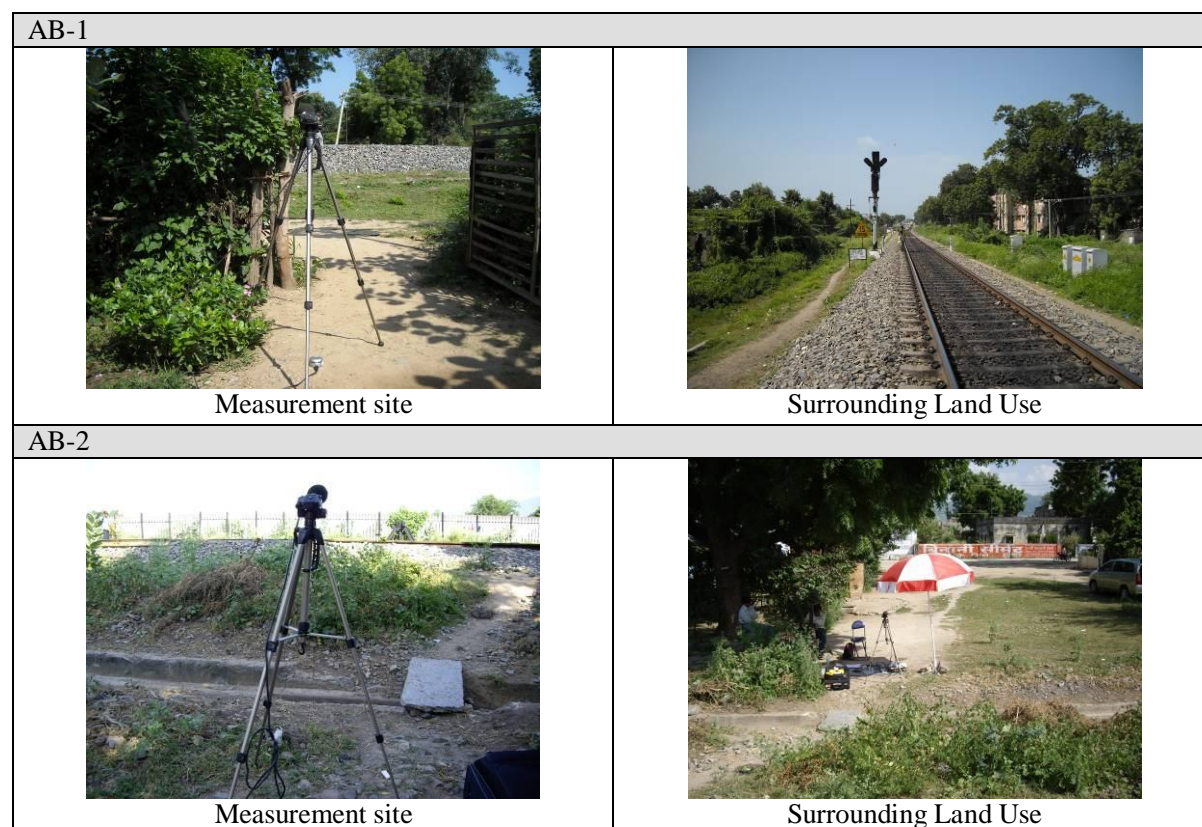 AB-1
Measurement site
Surrounding Land Use
AB-2
Measurement site
Surrounding Land Use